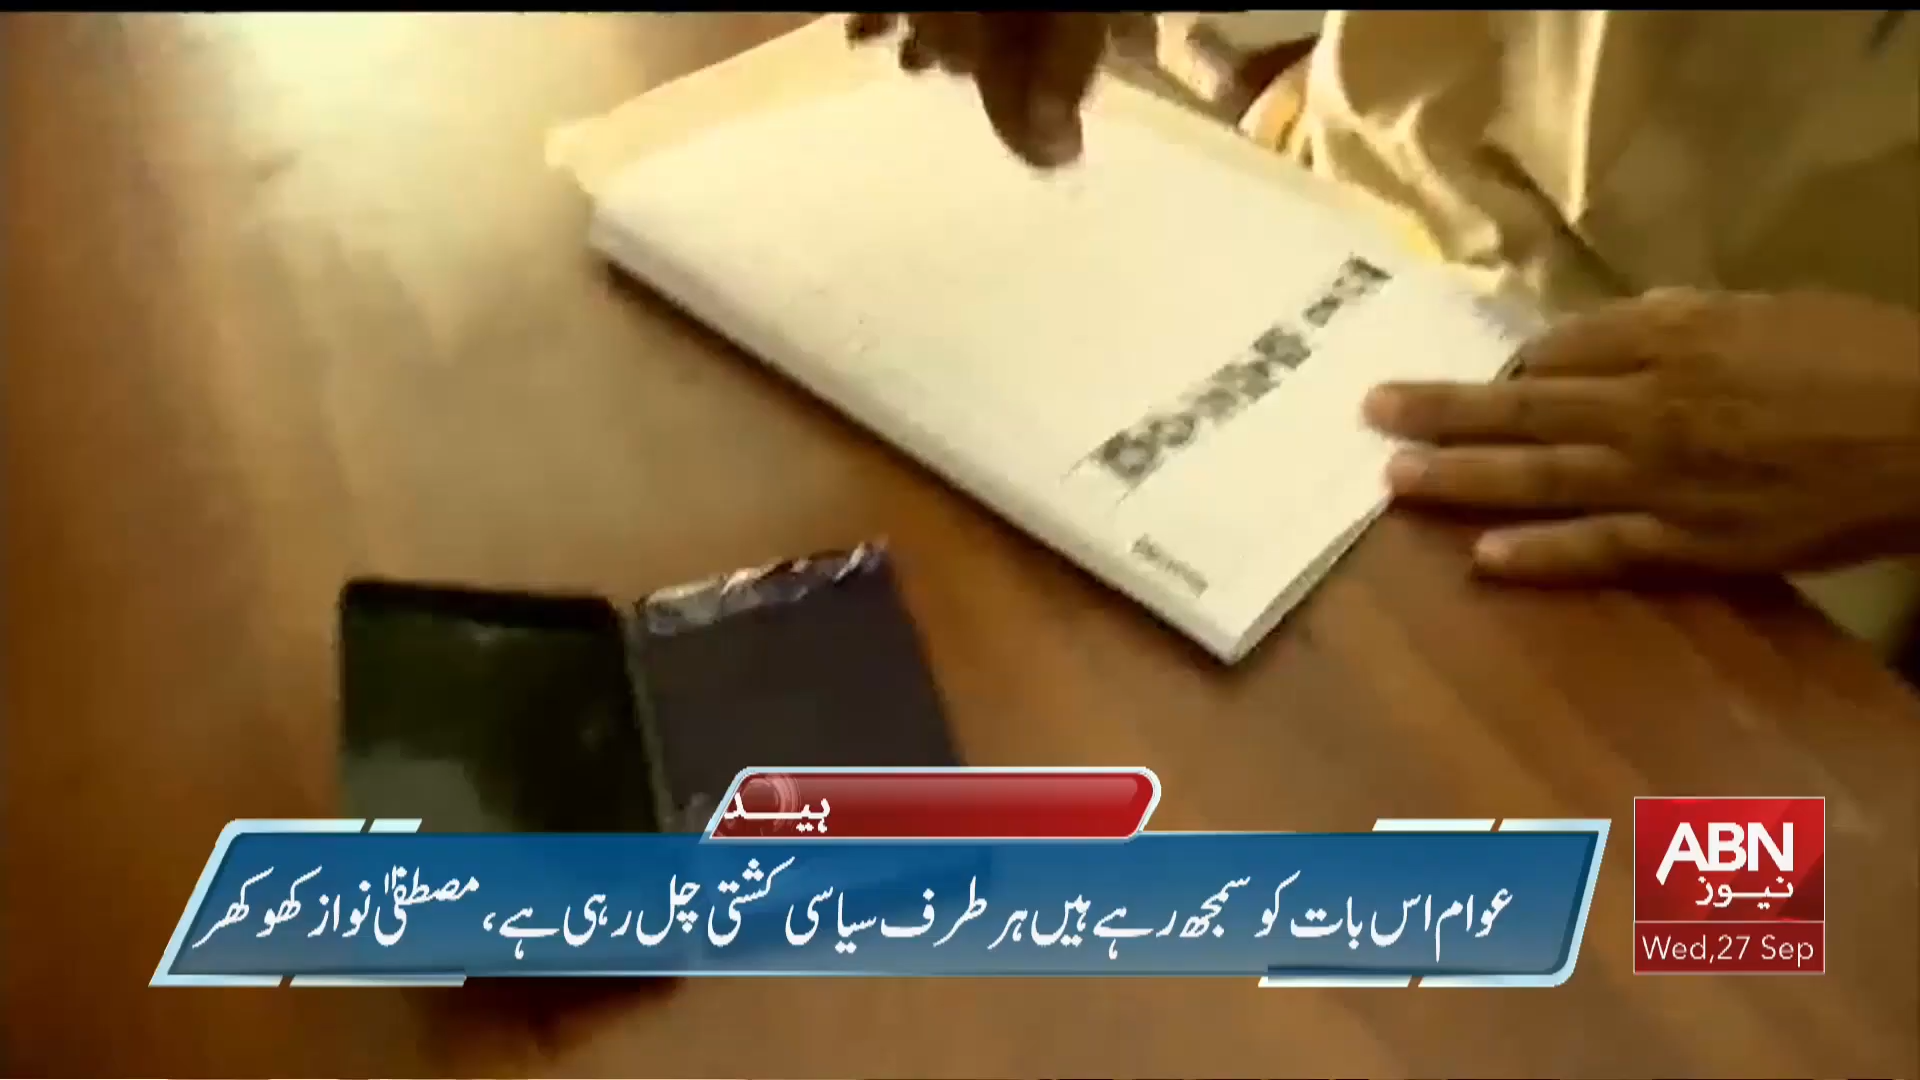 ہیڈ
عوام اس بات کو سمجھ رہے ہیں ہر طرف سیاسی کشتی چل رہی ہے، مصطفیٰ نواز کھوکھر
ABN
نیوز
Wed,27 Sep